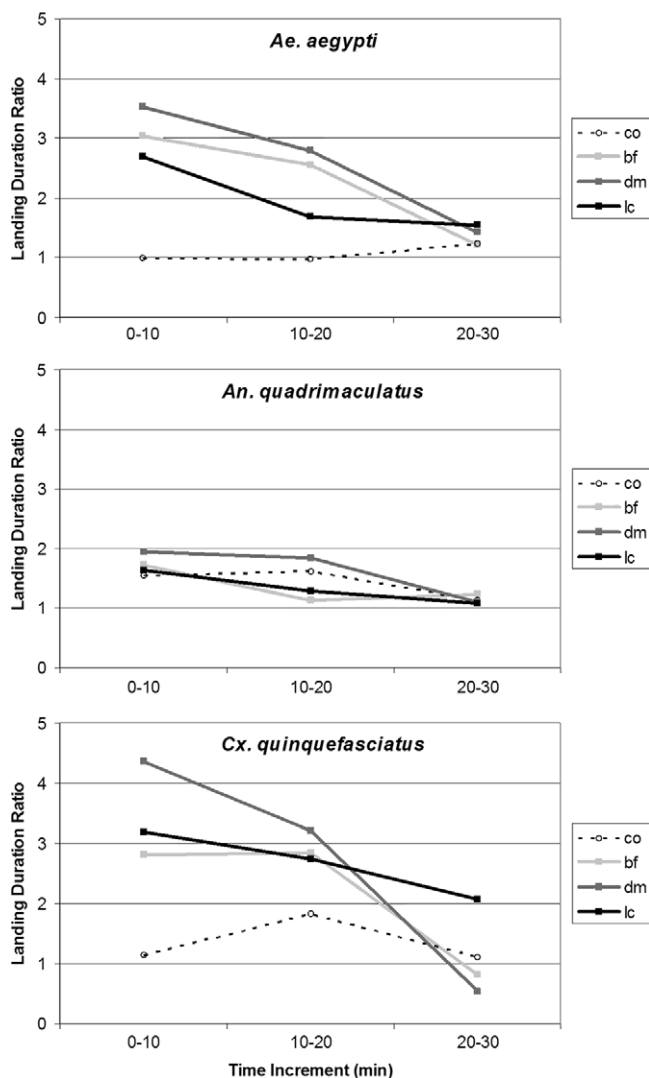 Ae. aegypti
Landing Duration Ratio
5
4
3
2
1
0
0-10
10-20
20-30
co
bf
dm
lc
An. quadrimaculatus
Landing Duration Ratio
5
4
3
2
1
0
0-10
10-20
20-30
co
bf
dm
lc
Cx. quinquefasciatus
Landing Duration Ratio
5
4
3
2
1
0
0-10
10-20
20-30
Time Increment (min)
co
bf
dm
lc